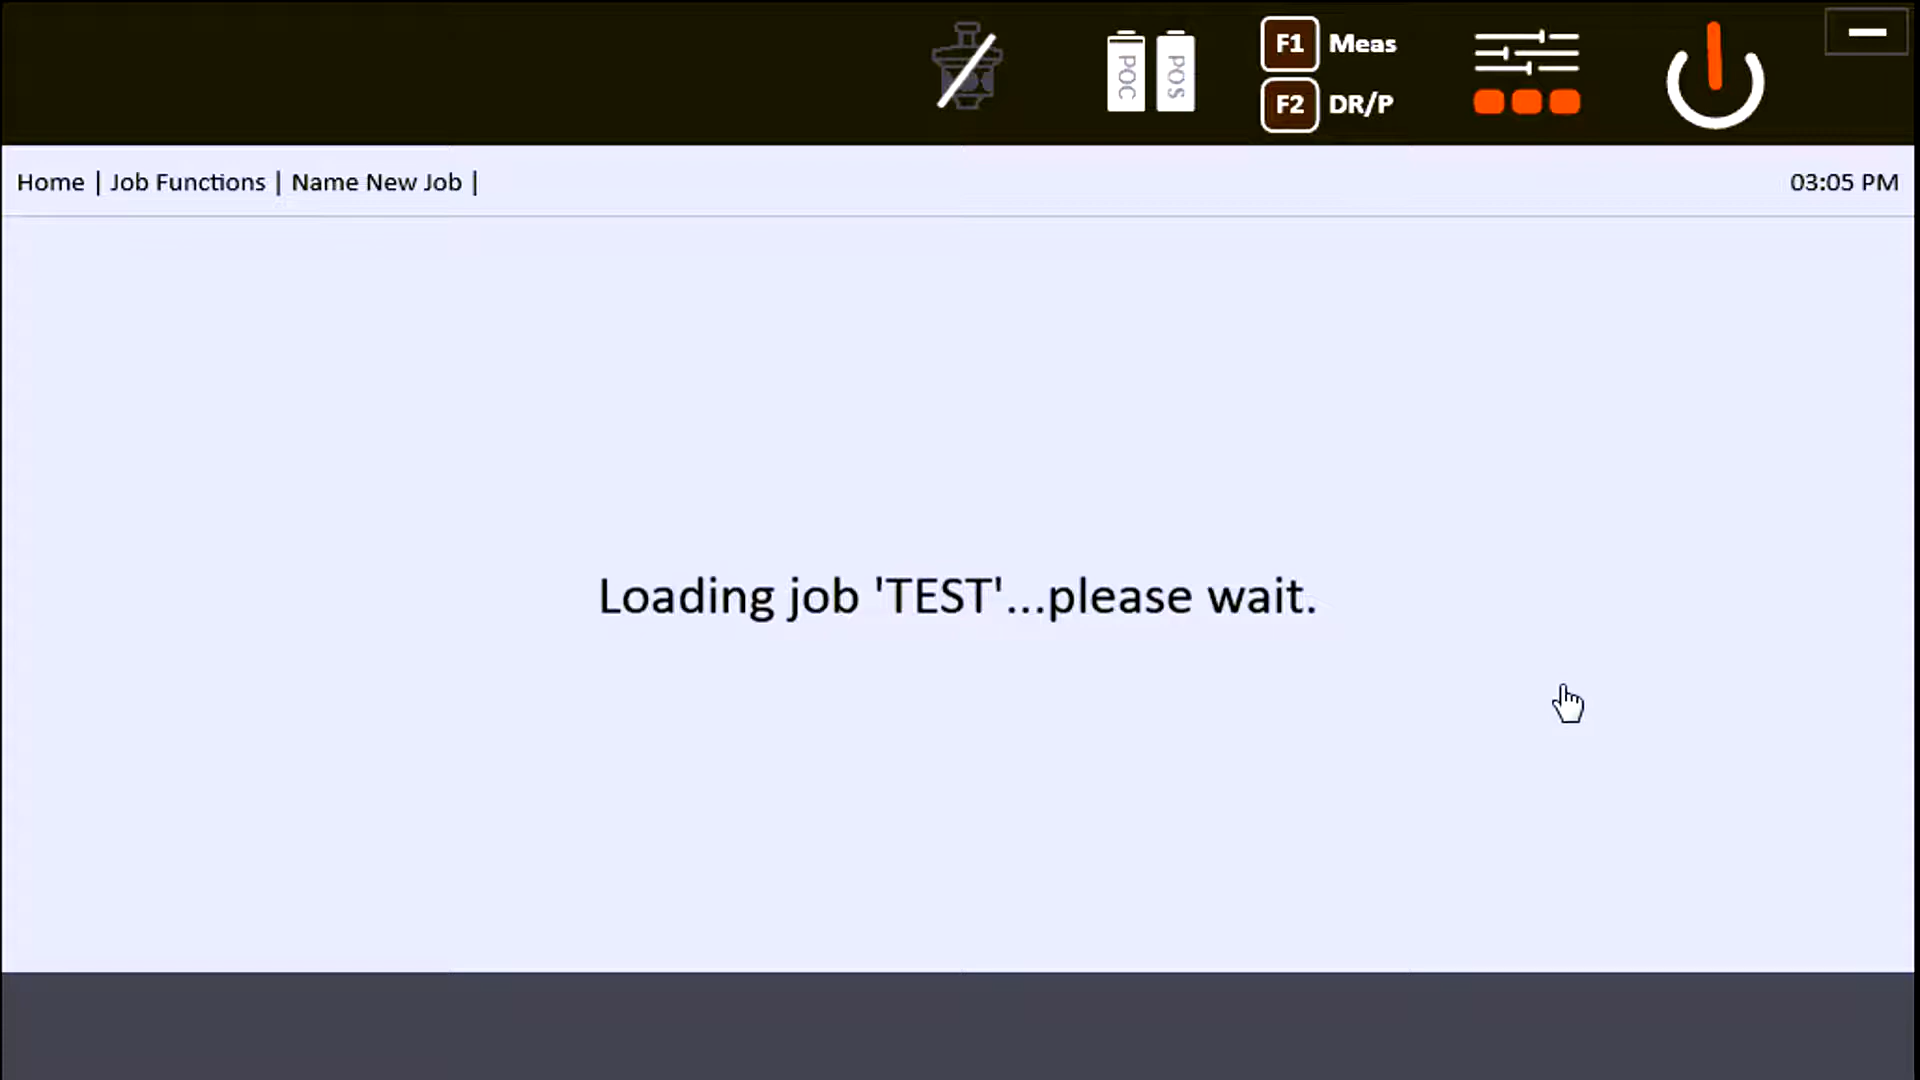 POC POS
F1 Meas
F2 DR/P
Home | Job Functions | Name New Job |
03:05 PM
Loading job 'TEST'...please wait.